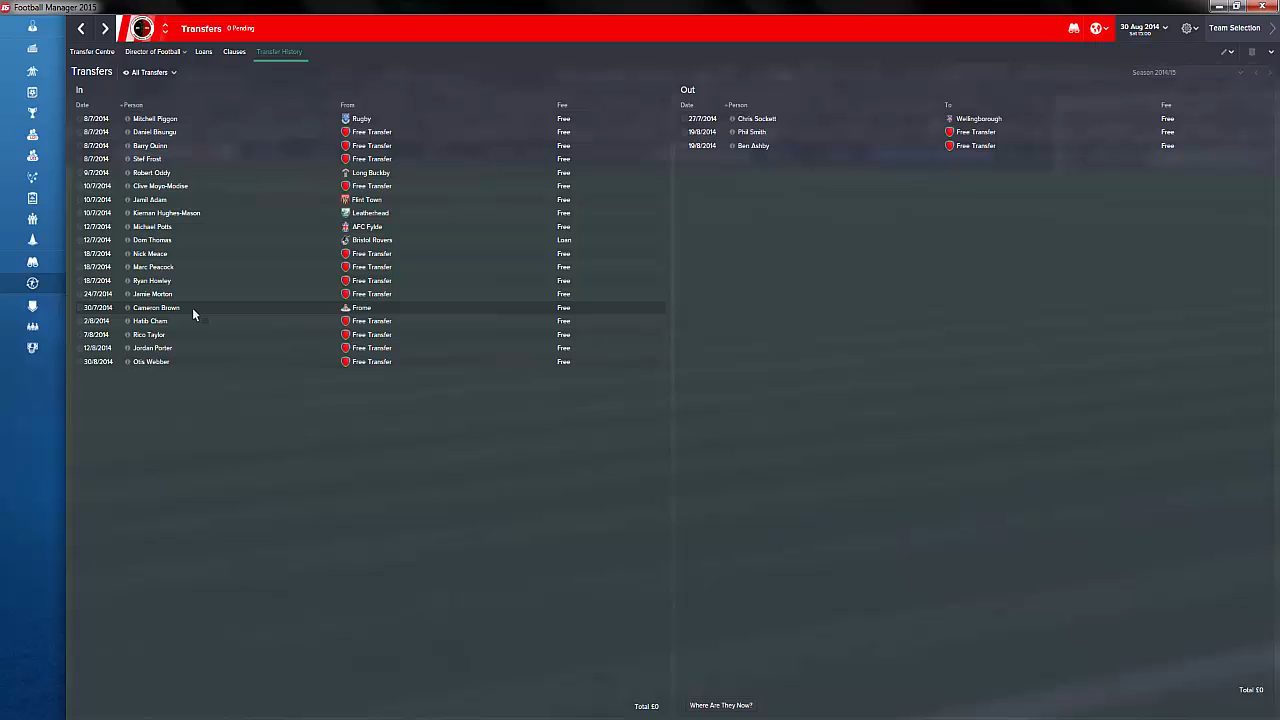 Football Manager 2015
Transfers 0 Pending
30 Aug 2014
Sat 15:00
Team Selection
Transfer Centre Director of Football Loans Clauses Transfer History
Transfers All Transfers Season 2014/15
In
Date Person From Fee
8/7/2014 Mitchell Piggon Rugby Free
8/7/2014 Daniel Bisungu Free Transfer Free
8/7/2014 Barry Quinn Free Transfer Free
8/7/2014 Stef Frost Free Transfer Free
9/7/2014 Robert Oddy Long Buckby Free
10/7/2014 Clive Moyo-Modise Free Transfer Free
10/7/2014 Jamil Adam Flint Town Free
10/7/2014 Kiernan Hughes-Mason Leatherhead Free
12/7/2014 Michael Potts AFC Fylde Free
12/7/2014 Dom Thomas Bristol Rovers Loan
18/7/2014 Nick Meace Free Transfer Free
18/7/2014 Marc Peacock Free Transfer Free
18/7/2014 Ryan Howley Free Transfer Free
24/7/2014 Jamie Morton Free Transfer Free
30/7/2014 Cameron Brown Frome Free
2/8/2014 Hatib Cham Free Transfer Free
7/8/2014 Rico Taylor Free Transfer Free
12/8/2014 Jordan Porter Free Transfer Free
30/8/2014 Otis Webber Free Transfer Free
Total £0
Out
Date Person To Fee
27/7/2014 Chris Sockett Wellingborough Free
19/8/2014 Phil Smith Free Transfer Free
19/8/2014 Ben Ashby Free Transfer Free
Total £0
Where Are They Now?